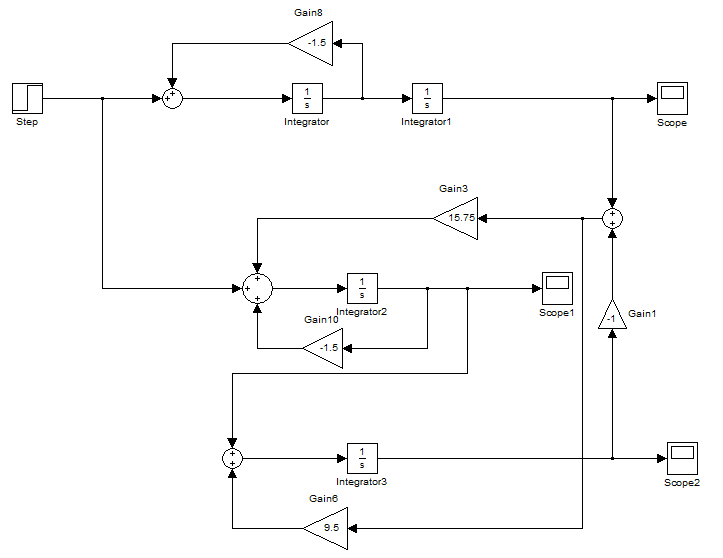 Gain8
-1.5
+
+
1
s
1
s
Step
Integrator
Integrator1
Scope
Gain3
15.75
+
+
+
+
+
1
s
Gain10
Integrator2
Scope1
Gain1
-1
-1.5
+
+
1
s
Integrator3
Scope2
Gain6
9.5